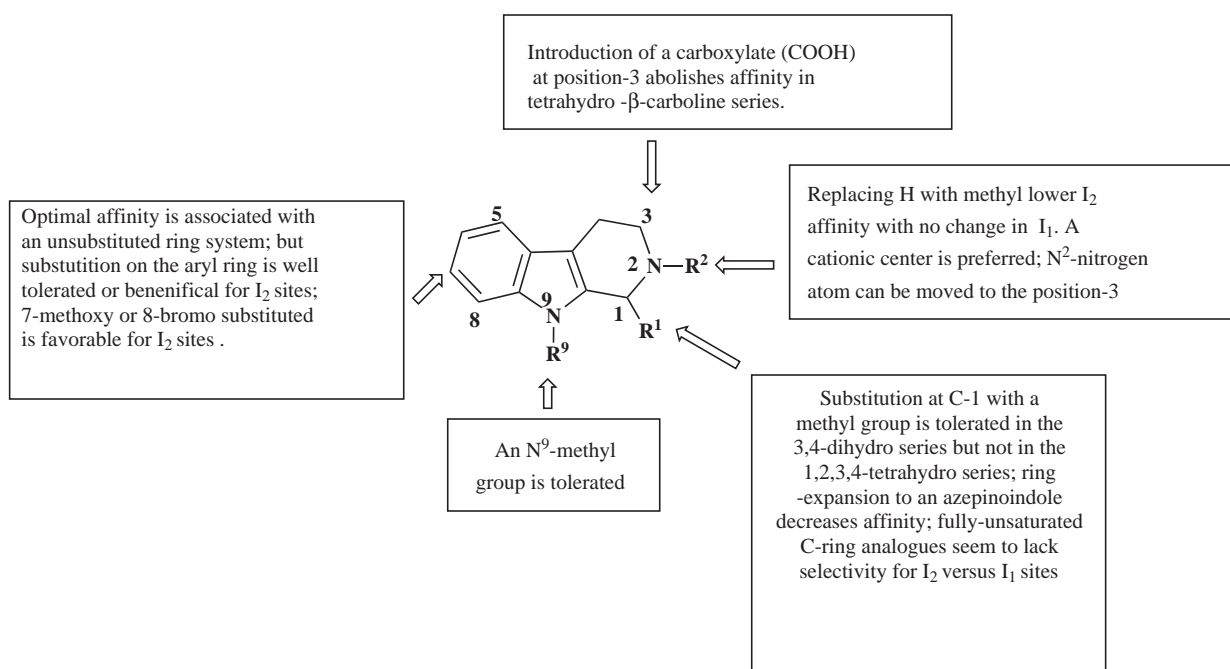 Introduction of a carboxylate (COOH)
at position-3 abolishes affinity in
tetrahydro -β-carboline series.
Replacing H with methyl lower I₂
affinity with no change in I₁. A
cationic center is preferred; N²-nitrogen
atom can be moved to the position-3
Optimal affinity is associated with
an unsubstituted ring system; but
substutition on the aryl ring is well
tolerated or benenifical for I₂ sites;
7-methoxy or 8-bromo substituted
is favorable for I₂ sites .
5
3
2 N R²
9
N
8
1
R¹
R⁹
An N⁹-methyl
group is tolerated
Substitution at C-1 with a
methyl group is tolerated in the
3,4-dihydro series but not in the
1,2,3,4-tetrahydro series; ring
-expansion to an azepinoindole
decreases affinity; fully-unsaturated
C-ring analogues seem to lack
selectivity for I₂ versus I₁ sites